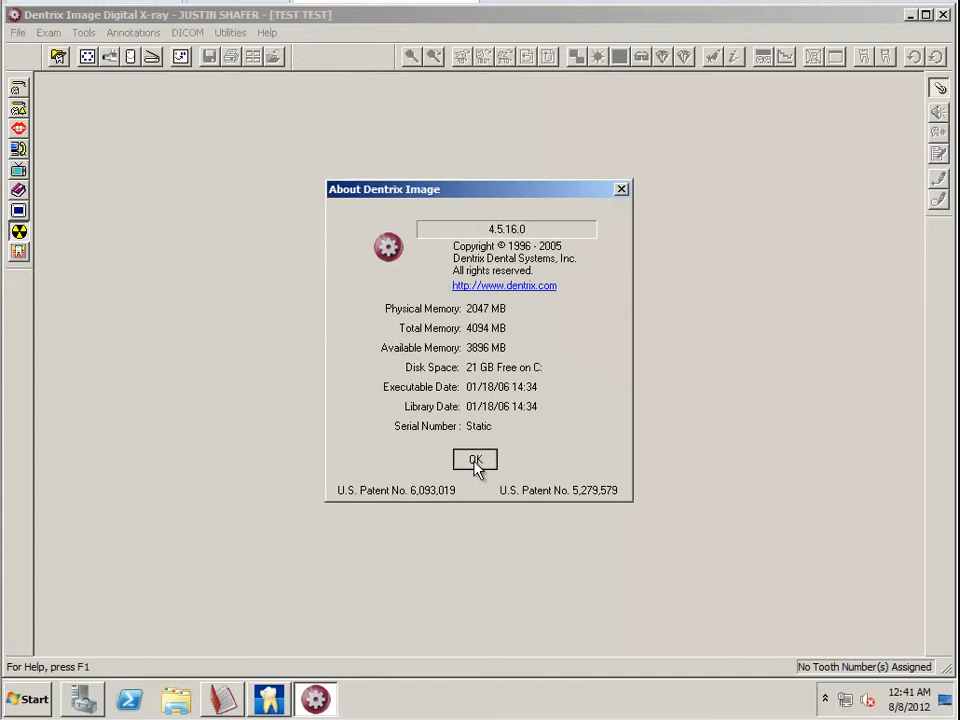 Dentrix Image Digital X-ray - JUSTIN SHAFER - [TEST TEST]
File Exam Tools Annotations DICOM Utilities Help
About Dentrix Image
4.5.16.0
Copyright © 1996 - 2005
Dentrix Dental Systems, Inc.
All rights reserved.
http://www.dentrix.com
Physical Memory: 2047 MB
Total Memory: 4094 MB
Available Memory: 3896 MB
Disk Space: 21 GB Free on C:
Executable Date: 01/18/06 14:34
Library Date: 01/18/06 14:34
Serial Number : Static
OK
U.S. Patent No. 6,093,019 U.S. Patent No. 5,279,579
For Help, press F1 No Tooth Number(s) Assigned
Start 12:41 AM
8/8/2012